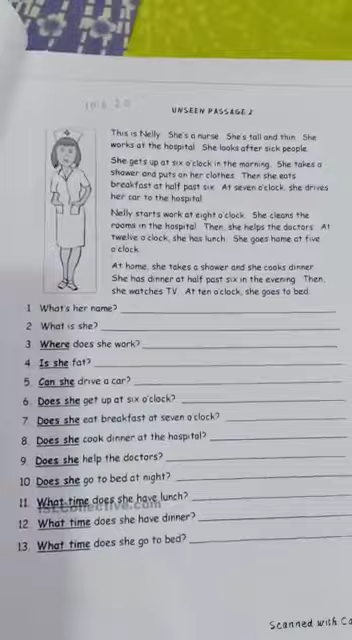 UNSEEN PASSAGE 2
This is Nelly. She's a nurse. She's tall and thin. She
works at the hospital. She looks after sick people.
She gets up at six o'clock in the morning. She takes a
shower and puts on her clothes. Then she eats
breakfast at half past six. At seven o'clock, she drives
her car to the hospital.
Nelly starts work at eight o'clock. She cleans the
rooms in the hospital. Then, she helps the doctors. At
twelve o'clock, she has lunch. She goes home at five
o'clock.
At home, she takes a shower and she cooks dinner.
She has dinner at half past six in the evening. Then,
she watches TV. At ten o'clock, she goes to bed.
1 What's her name?
2 What is she?
3 Where does she work?
4. Is she fat?
5. Can she drive a car?
6. Does she get up at six o'clock?
7. Does she eat breakfast at seven o'clock?
8. Does she cook dinner at the hospital?
9. Does she help the doctors?
10. Does she go to bed at night?
11. What time does she have lunch?
iSLCollective.com
12. What time does she have dinner?
13. What time does she go to bed?
Scanned with